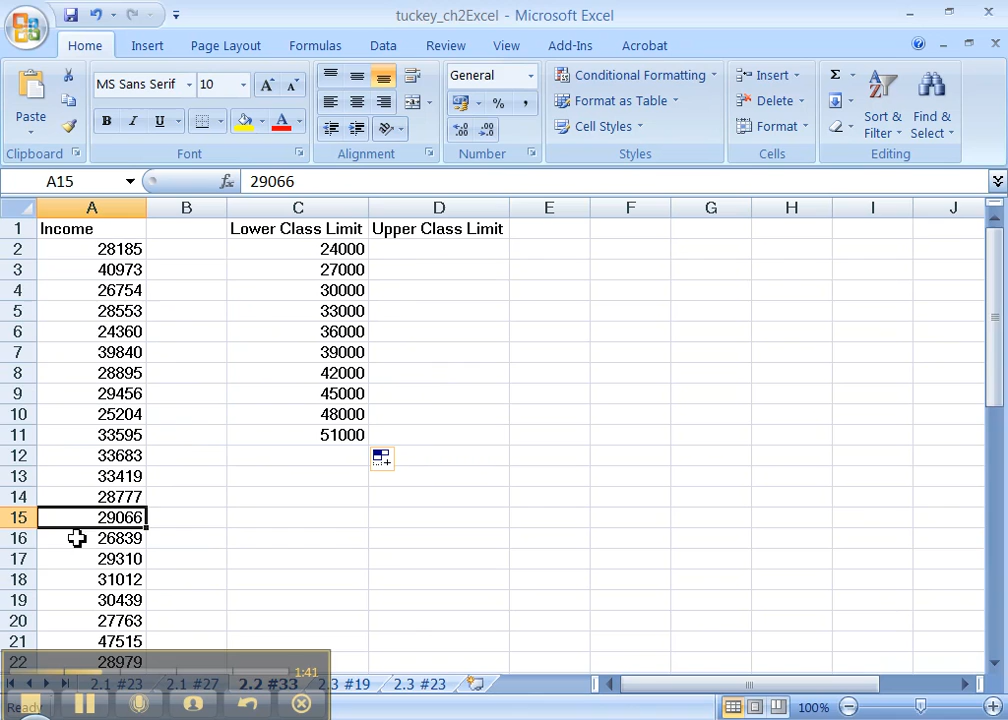 tuckey_ch2Excel - Microsoft Excel
Home Insert Page Layout Formulas Data Review View Add-Ins Acrobat
MS Sans Serif 10 General Conditional Formatting Insert
Paste Format as Table Delete Sort & Find &
B I U A Cell Styles Format Filter Select
Clipboard Font Alignment Number Styles Cells Editing
A15 fx 29066
A B C D E F G H I J
1 Income Lower Class Limit Upper Class Limit
2 28185 24000
3 40973 27000
4 26754 30000
5 28553 33000
6 24360 36000
7 39840 39000
8 28895 42000
9 29456 45000
10 25204 48000
11 33595 51000
12 33683
13 33419
14 28777
15 29066
16 26839
17 29310
18 31012
19 30439
20 27763
21 47515
22 28979
1:41
2.1 #23 2.1 #27 2.2 #33 2.3 #19 2.3 #23
Ready 100%